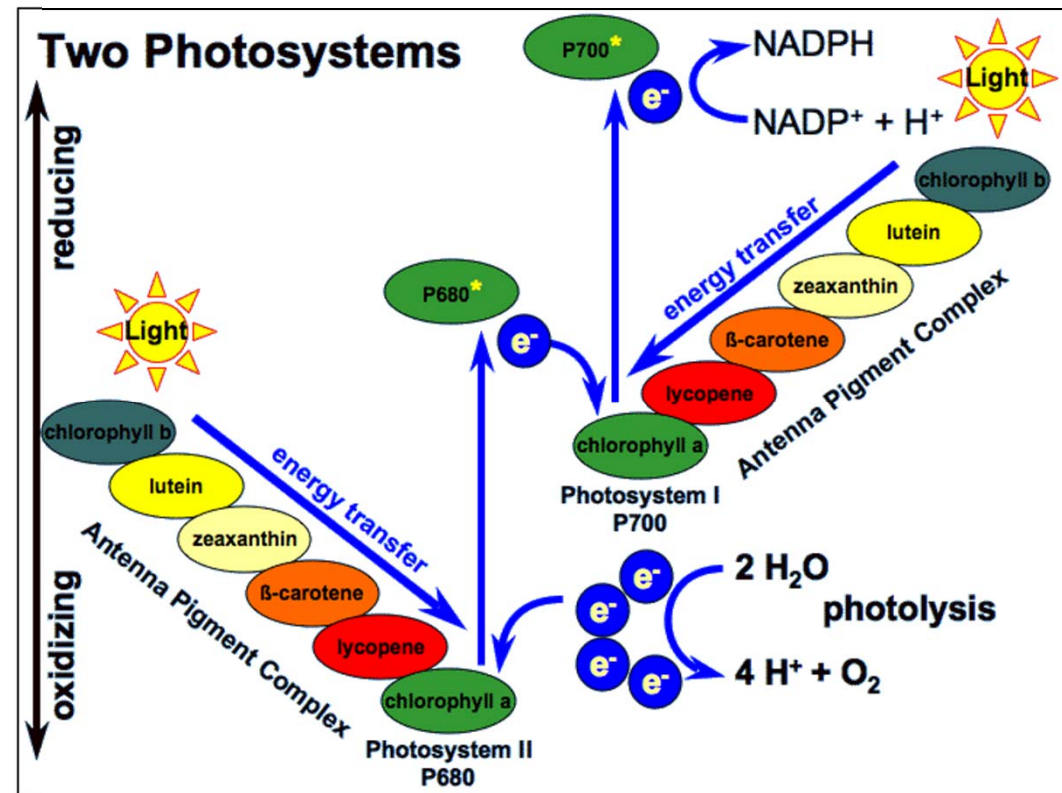 Two Photosystems
reducing
oxidizing
P700*
e-
NADPH
NADP⁺ + H⁺
Light
chlorophyll b
lutein
zeaxanthin
ß-carotene
lycopene
chlorophyll a
energy transfer
Antenna Pigment Complex
Photosystem I
P700
P680*
e-
Light
chlorophyll b
lutein
zeaxanthin
ß-carotene
lycopene
chlorophyll a
energy transfer
Antenna Pigment Complex
Photosystem II
P680
e-
e-
e-
e-
2 H₂O
photolysis
4 H⁺ + O₂